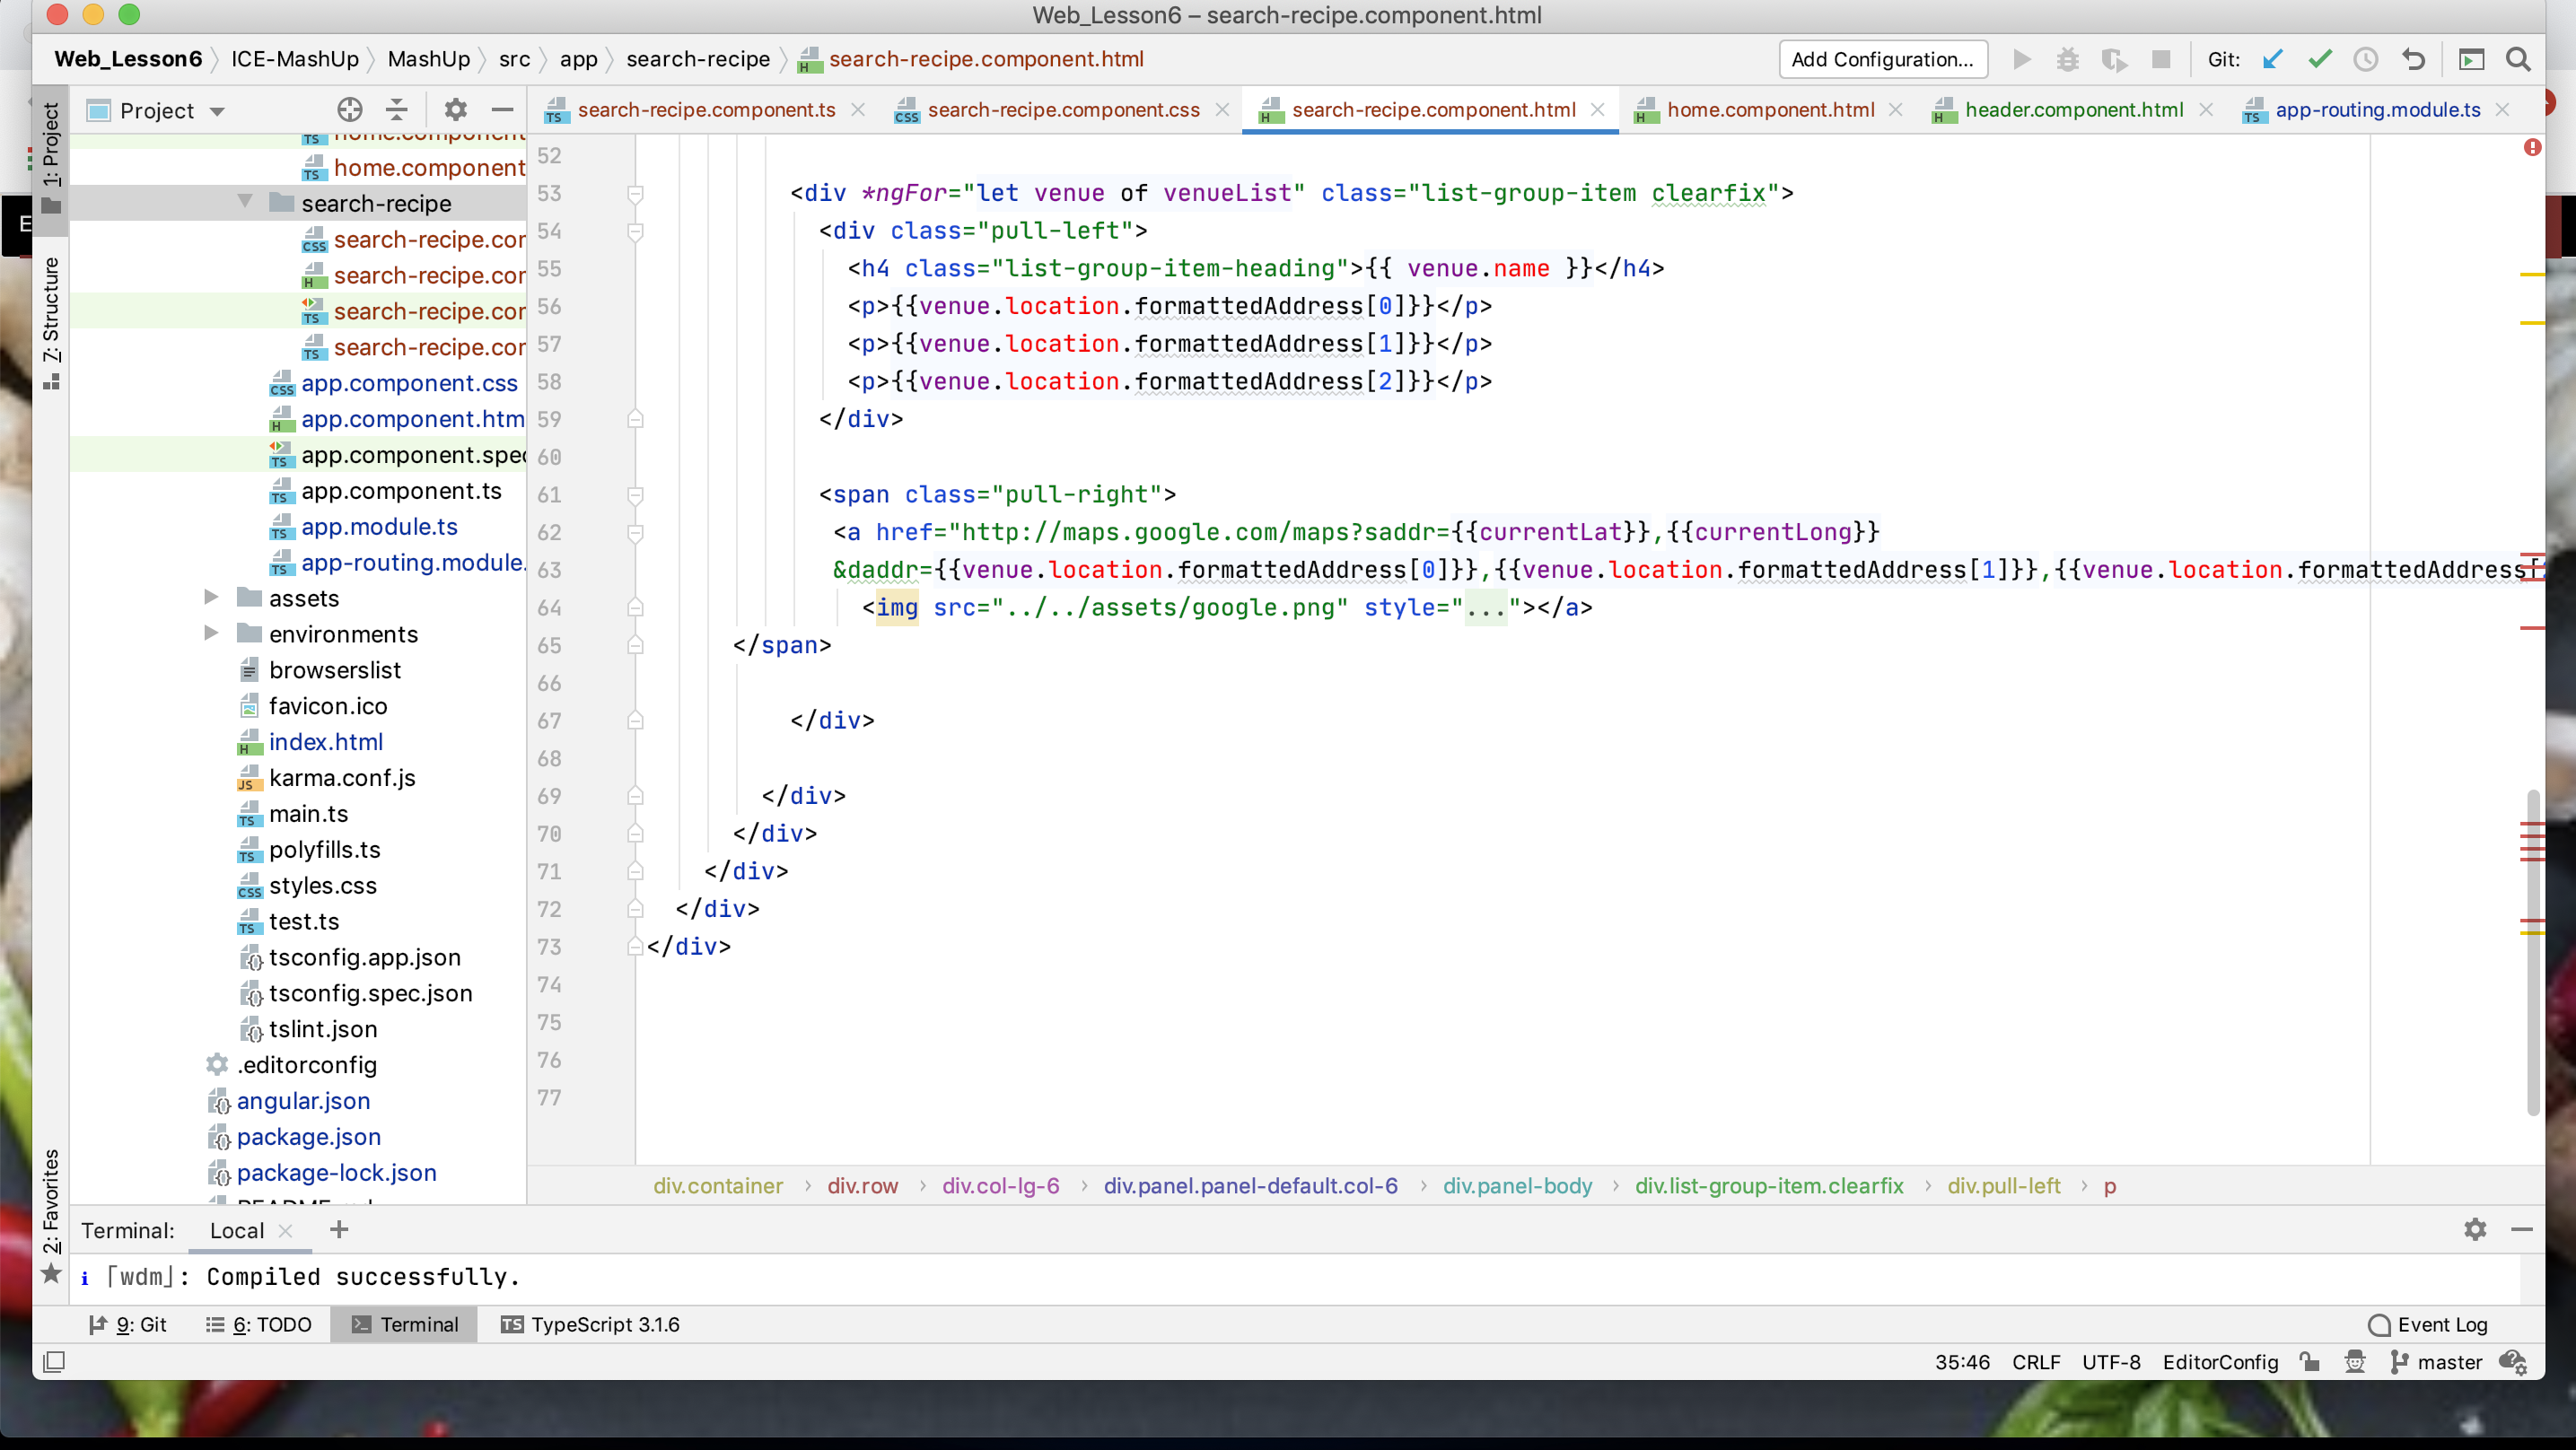 Web_Lesson6 – search-recipe.component.html
Web_Lesson6 ICE-MashUp MashUp src app search-recipe search-recipe.component.html Add Configuration... Git:
Project search-recipe.component.ts search-recipe.component.css search-recipe.component.html home.component.html header.component.html app-routing.module.ts
1: Project
7: Structure
2: Favorites
home.component
home.component
search-recipe
search-recipe.cor
search-recipe.cor
search-recipe.cor
search-recipe.cor
app.component.css
app.component.htm
app.component.spec
app.component.ts
app.module.ts
app-routing.module.
assets
environments
browserslist
favicon.ico
index.html
karma.conf.js
main.ts
polyfills.ts
styles.css
test.ts
tsconfig.app.json
tsconfig.spec.json
tslint.json
.editorconfig
angular.json
package.json
package-lock.json
52
53 <div *ngFor="let venue of venueList" class="list-group-item clearfix">
54 <div class="pull-left">
55 <h4 class="list-group-item-heading">{{ venue.name }}</h4>
56 <p>{{venue.location.formattedAddress[0]}}</p>
57 <p>{{venue.location.formattedAddress[1]}}</p>
58 <p>{{venue.location.formattedAddress[2]}}</p>
59 </div>
60
61 <span class="pull-right">
62 <a href="http://maps.google.com/maps?saddr={{currentLat}},{{currentLong}}
63 &daddr={{venue.location.formattedAddress[0]}},{{venue.location.formattedAddress[1]}},{{venue.location.formattedAddress[
64 <img src="../../assets/google.png" style="..."></a>
65 </span>
66
67 </div>
68
69 </div>
70 </div>
71 </div>
72 </div>
73 </div>
74
75
76
77
div.container › div.row › div.col-lg-6 › div.panel.panel-default.col-6 › div.panel-body › div.list-group-item.clearfix › div.pull-left › p
Terminal: Local +
i ｢wdm｣: Compiled successfully.
9: Git 6: TODO Terminal TypeScript 3.1.6 Event Log
35:46 CRLF UTF-8 EditorConfig master